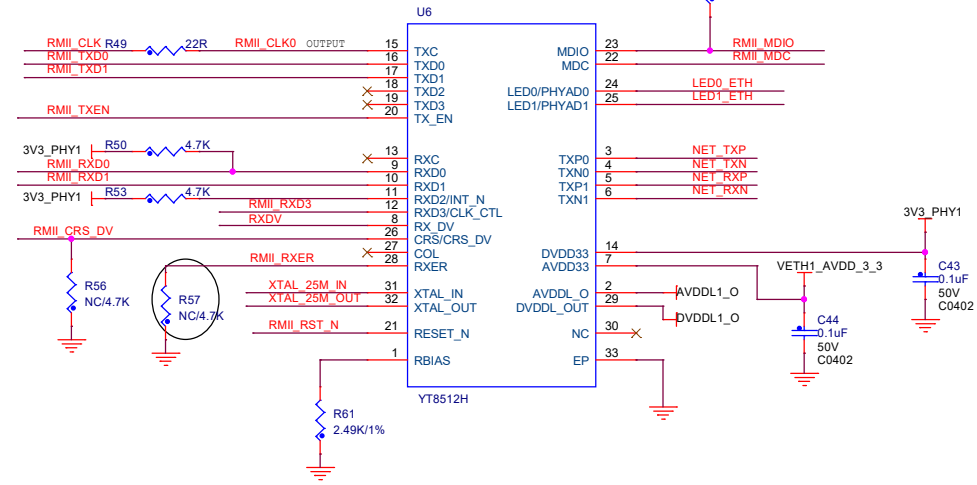 U6
RMII_CLK R49 22R RMII_CLK0 OUTPUT 15 TXC MDIO 23 RMII_MDIO
RMII_TXD0 16 TXD0 MDC 22 RMII_MDC
RMII_TXD1 17 TXD1
18 TXD2 LED0/PHYAD0 24 LED0_ETH
19 TXD3 LED1/PHYAD1 25 LED1_ETH
RMII_TXEN 20 TX_EN
3V3_PHY1 R50 4.7K 13 RXC TXP0 3 NET_TXP
RMII_RXD0 9 RXD0 TXN0 4 NET_TXN
RMII_RXD1 10 RXD1 TXP1 5 NET_RXP
3V3_PHY1 R53 4.7K 11 RXD2/INT_N TXN1 6 NET_RXN
RMII_RXD3 12 RXD3/CLK_CTL
RXDV 8 RX_DV
RMII_CRS_DV 26 CRS/CRS_DV
27 COL DVDD33 14 3V3_PHY1
RMII_RXER 28 RXER AVDD33 7 VETH1_AVDD_3_3
C43
0.1uF
50V
C0402
R56
NC/4.7K
R57
NC/4.7K
XTAL_25M_IN 31 XTAL_IN AVDDL_O 2 AVDDL1_O
XTAL_25M_OUT 32 XTAL_OUT DVDDL_OUT 29 DVDDL1_O
RMII_RST_N 21 RESET_N NC 30
C44
0.1uF
50V
C0402
1 RBIAS EP 33
YT8512H
R61
2.49K/1%